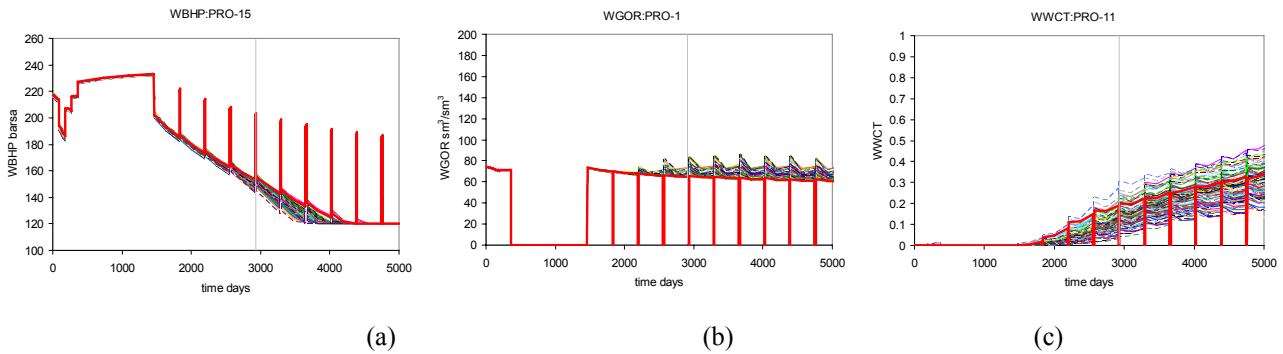 WBHP:PRO-15
260
240
220
200
180
160
140
120
100
WBHP barsa
0 1000 2000 3000 4000 5000
time days
(a)
WGOR:PRO-1
200
180
160
140
120
100
80
60
40
20
0
WGOR sm³/sm³
0 1000 2000 3000 4000 5000
time days
(b)
WWCT:PRO-11
1
0.9
0.8
0.7
0.6
0.5
0.4
0.3
0.2
0.1
0
WWCT
0 1000 2000 3000 4000 5000
time days
(c)